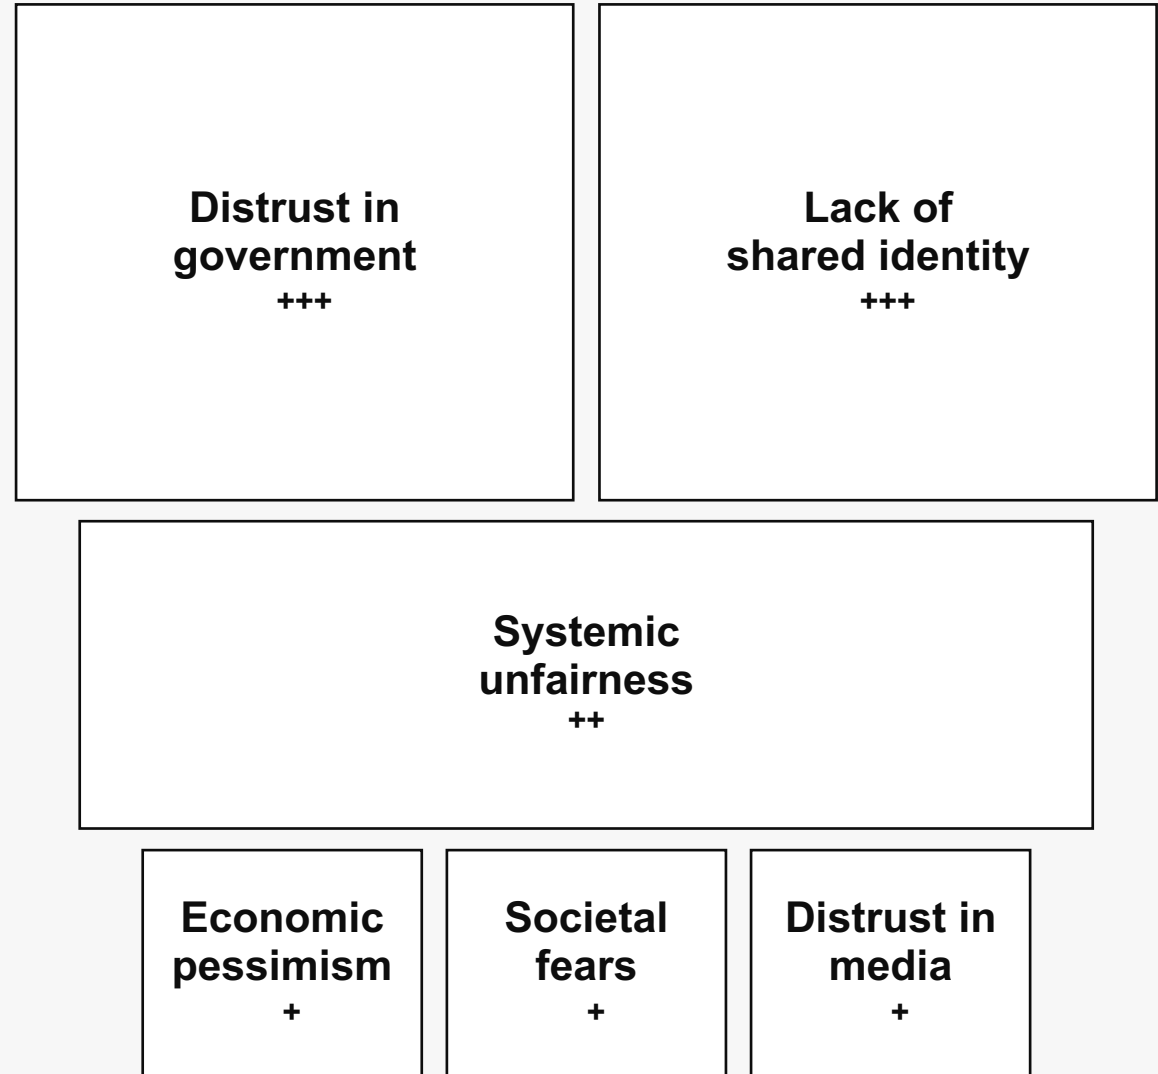 Distrust in
government
+++
Lack of
shared identity
+++
Systemic
unfairness
++
Economic
pessimism
+
Societal
fears
+
Distrust in
media
+